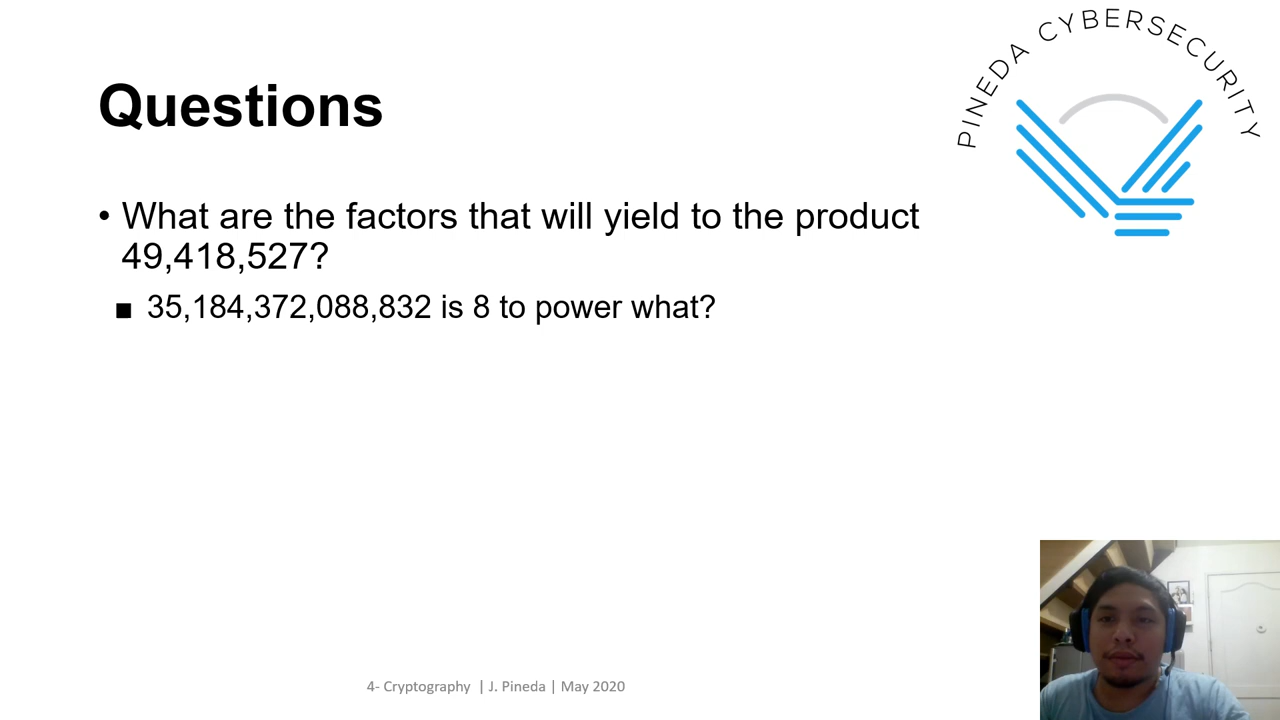 PINEDA CYBERSECURITY
Questions
• What are the factors that will yield to the product
49,418,527?
■ 35,184,372,088,832 is 8 to power what?
4- Cryptography | J. Pineda | May 2020